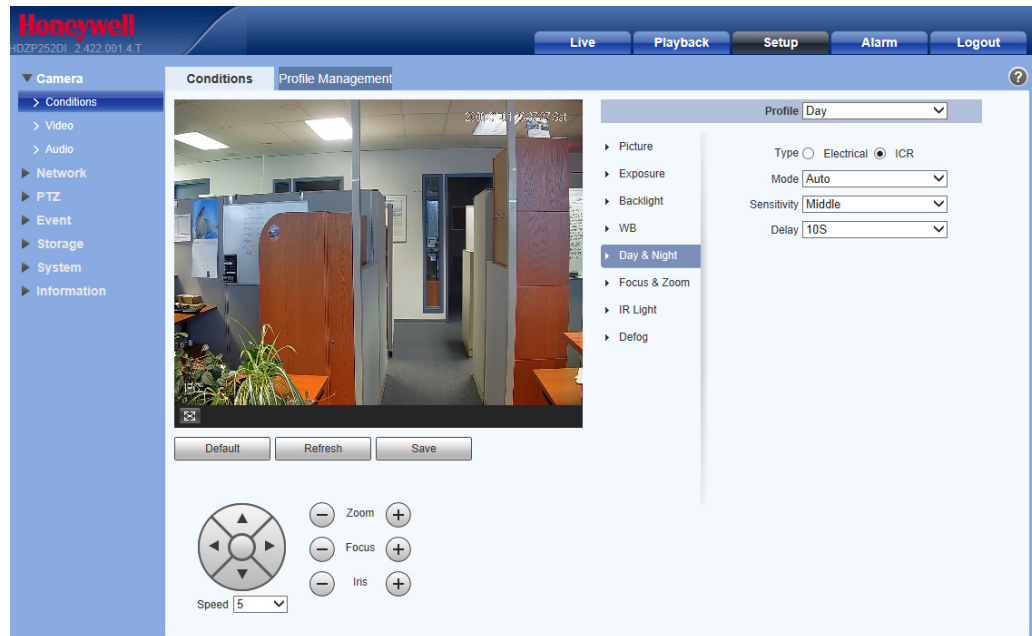 Honeywell
HDZP252DI 2.422.001.4.T
Live
Playback
Setup
Alarm
Logout
Camera
Conditions
Video
Audio
Network
PTZ
Event
Storage
System
Information
Conditions
Profile Management
?
IPC
Default
Refresh
Save
Zoom
Focus
Iris
Speed 5
Picture
Exposure
Backlight
WB
Day & Night
Focus & Zoom
IR Light
Defog
Profile Day
Type Electrical ICR
Mode Auto
Sensitivity Middle
Delay 10S